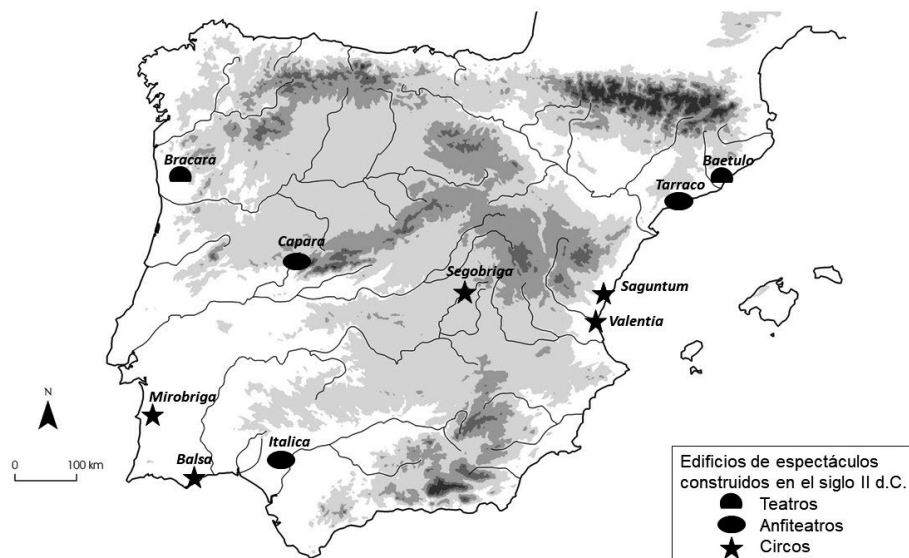 Bracara
Baetulo
Tarraco
Capara
Segobriga
Saguntum
Valentia
Mirobriga
N
Italica
Balsa
0 100 km
Edificios de espectáculos
construidos en el siglo II d.C.
Teatros
Anfiteatros
Circos